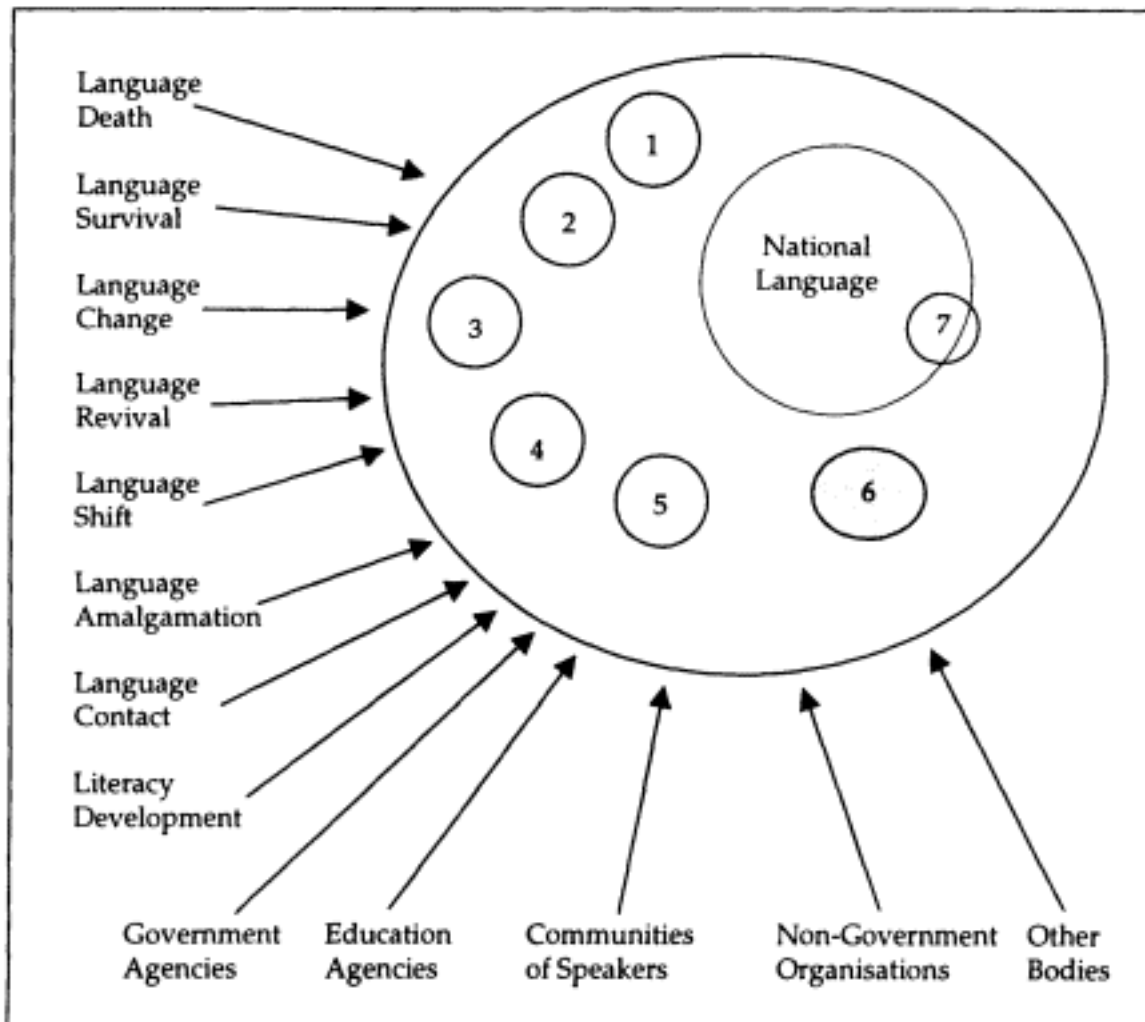 Language
Death
Language
Survival
Language
Change
Language
Revival
Language
Shift
Language
Amalgamation
Language
Contact
Literacy
Development
1
2
3
4
5
6
7
National
Language
Government
Agencies
Education
Agencies
Communities
of Speakers
Non-Government
Organisations
Other
Bodies